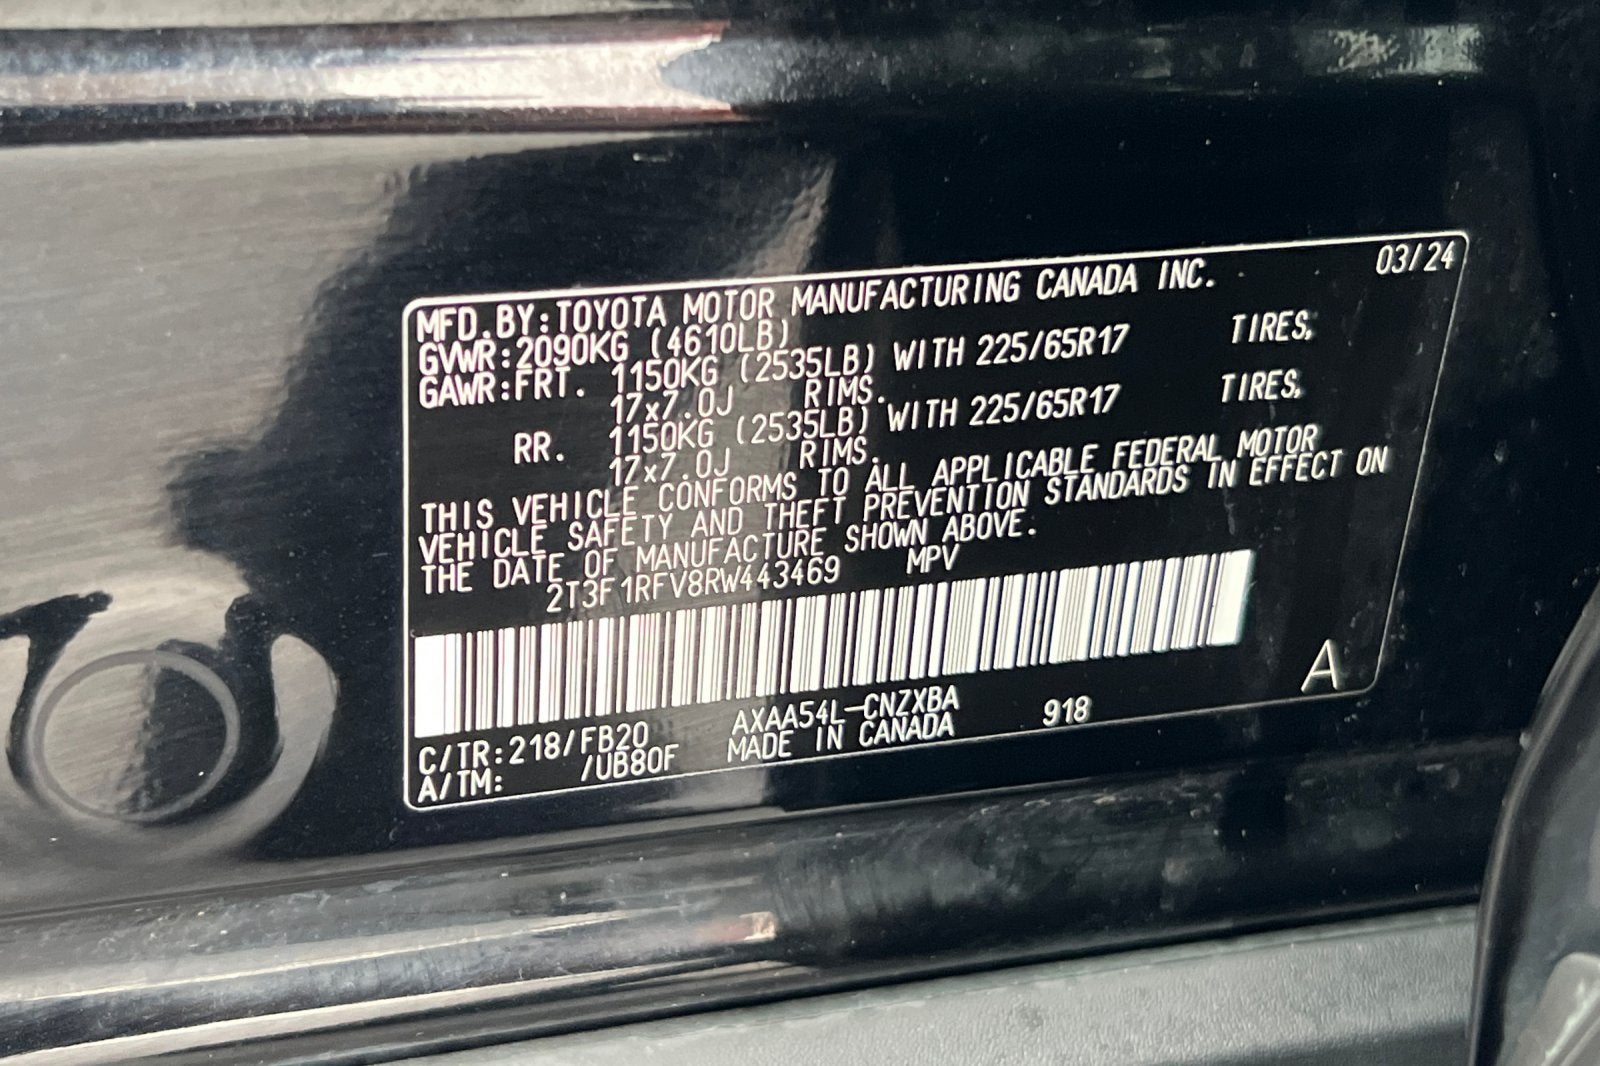 03/24
MFD.BY:TOYOTA MOTOR MANUFACTURING CANADA INC.
GVWR:2090KG (4610LB)
GAWR:FRT. 1150KG (2535LB) WITH 225/65R17 TIRES,
17x7.0J RIMS.
RR. 1150KG (2535LB) WITH 225/65R17 TIRES,
17x7.0J RIMS.
THIS VEHICLE CONFORMS TO ALL APPLICABLE FEDERAL MOTOR
VEHICLE SAFETY AND THEFT PREVENTION STANDARDS IN EFFECT ON
THE DATE OF MANUFACTURE SHOWN ABOVE.
2T3F1RFV8RW443469 MPV
C/TR:218/FB20 AXAA54L-CNZXBA 918 A
A/TM: /UB80F MADE IN CANADA